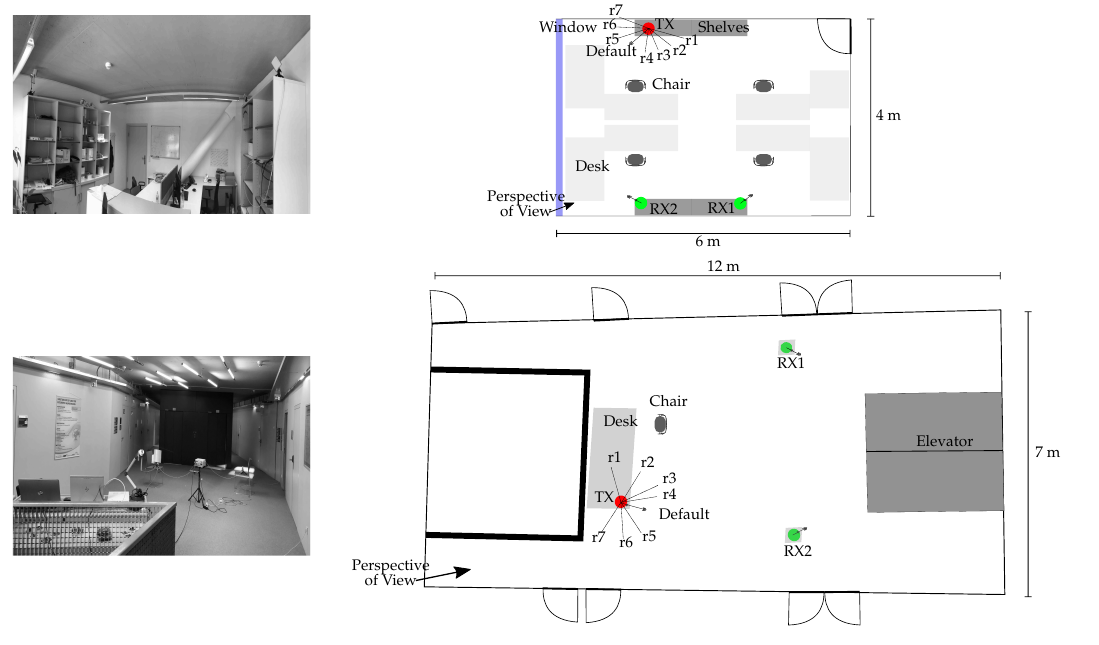 r7
Window r6 TX Shelves
r5 r1
Default r2
r4 r3
Chair
4 m
Desk
Perspective
of View
RX2 RX1
6 m
12 m
RX1
Chair
Desk
Elevator
7 m
r1 r2
r3
TX r4
Default
r7 r6 r5
RX2
Perspective
of View